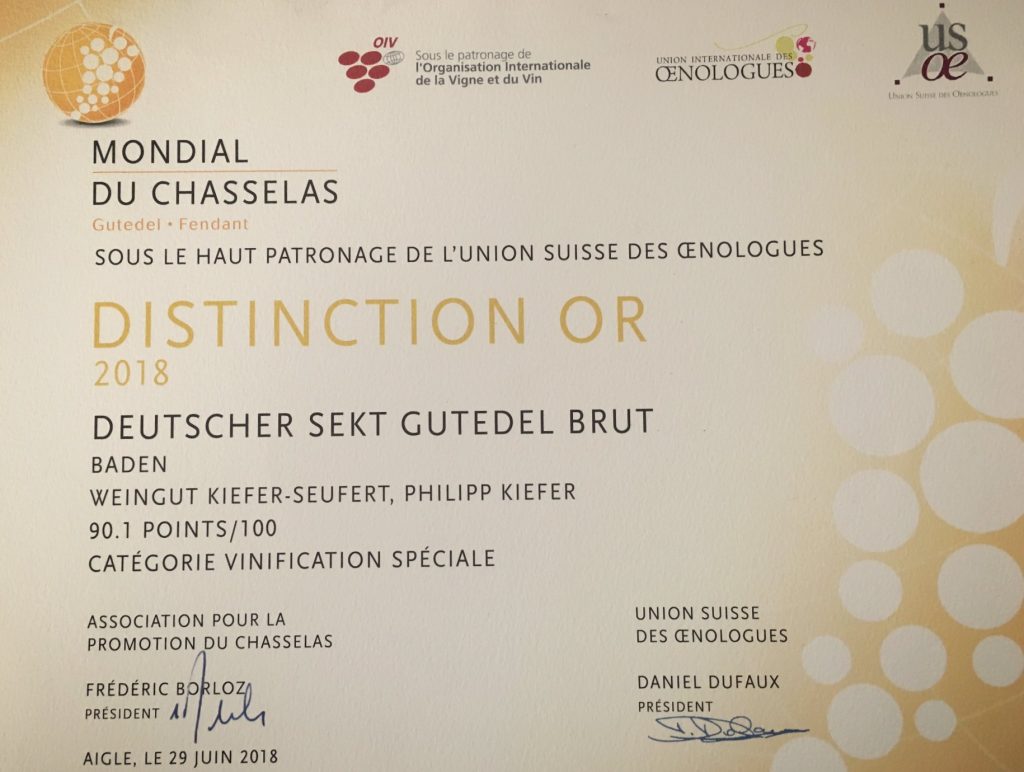 OIV
Sous le patronage de
l'Organisation Internationale
de la Vigne et du Vin
UNION INTERNATIONALE DES
ŒNOLOGUES
us
œ
UNION SUISSE DES OENOLOGUES
MONDIAL
DU CHASSELAS
Gutedel • Fendant
SOUS LE HAUT PATRONAGE DE L'UNION SUISSE DES ŒNOLOGUES
DISTINCTION OR
2018
DEUTSCHER SEKT GUTEDEL BRUT
BADEN
WEINGUT KIEFER-SEUFERT, PHILIPP KIEFER
90.1 POINTS/100
CATÉGORIE VINIFICATION SPÉCIALE
ASSOCIATION POUR LA
PROMOTION DU CHASSELAS
FRÉDÉRIC BORLOZ
PRÉSIDENT
AIGLE, LE 29 JUIN 2018
UNION SUISSE
DES ŒNOLOGUES
DANIEL DUFAUX
PRÉSIDENT